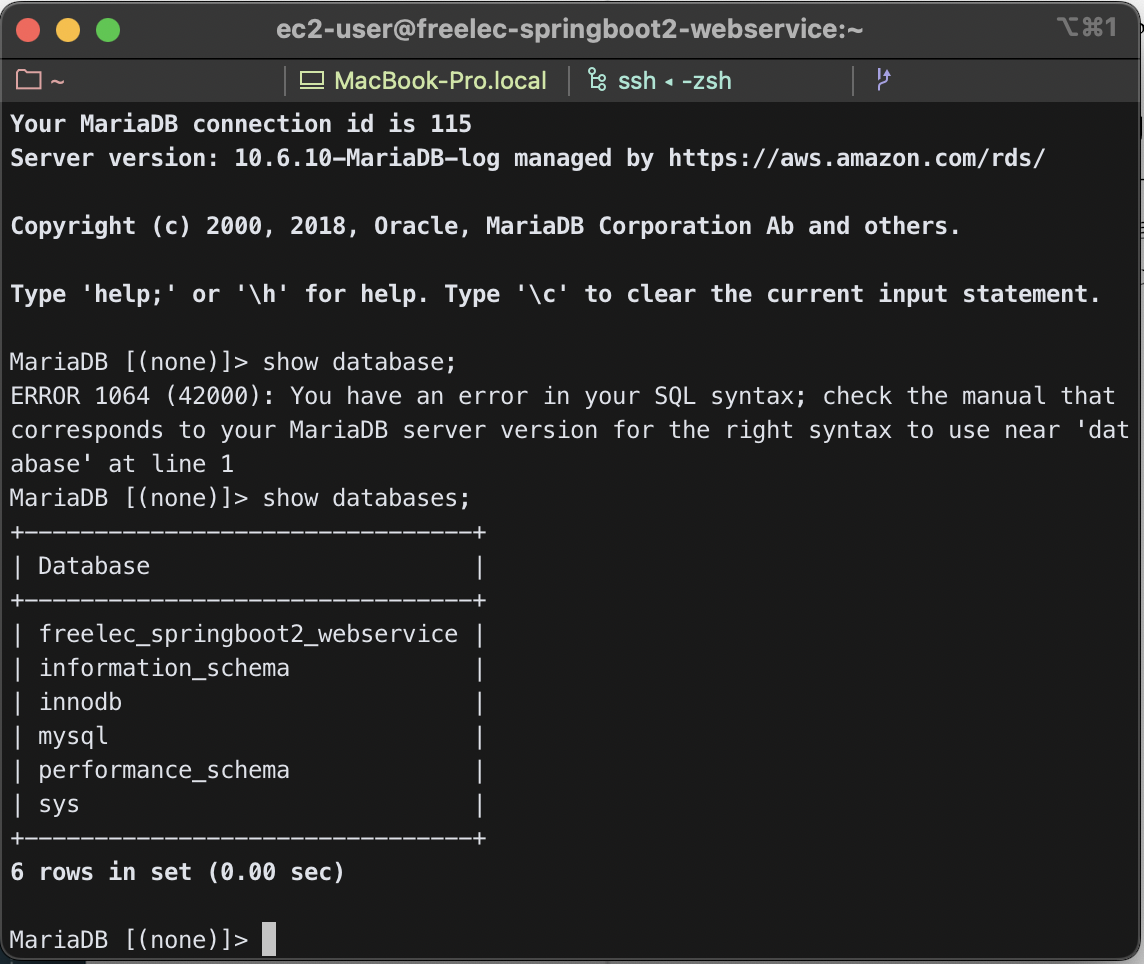 ec2-user@freelec-springboot2-webservice:~
⌥⌘1
~
MacBook-Pro.local
ssh ◂ -zsh
Your MariaDB connection id is 115
Server version: 10.6.10-MariaDB-log managed by https://aws.amazon.com/rds/
Copyright (c) 2000, 2018, Oracle, MariaDB Corporation Ab and others.
Type 'help;' or '\h' for help. Type '\c' to clear the current input statement.
MariaDB [(none)]> show database;
ERROR 1064 (42000): You have an error in your SQL syntax; check the manual that
corresponds to your MariaDB server version for the right syntax to use near 'dat
abase' at line 1
MariaDB [(none)]> show databases;
+--------------------------------+
| Database                       |
+--------------------------------+
| freelec_springboot2_webservice |
| information_schema             |
| innodb                         |
| mysql                          |
| performance_schema             |
| sys                            |
+--------------------------------+
6 rows in set (0.00 sec)
MariaDB [(none)]>